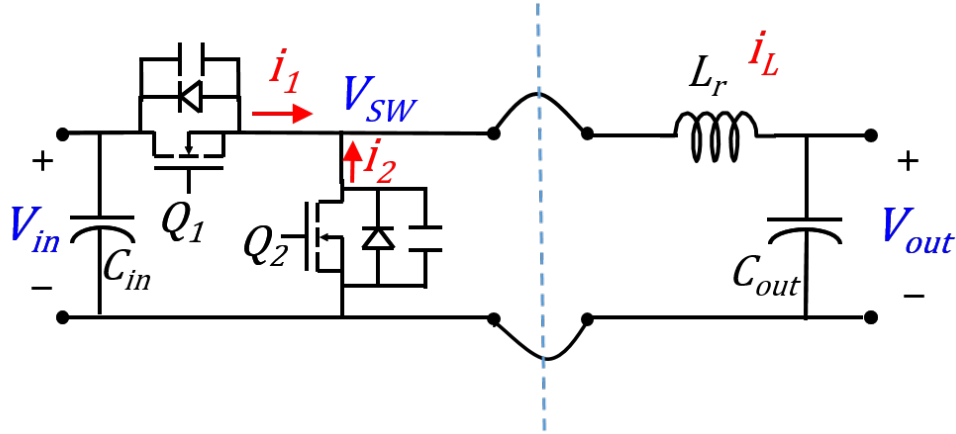 i1
VSW
Lr
iL
+
+
i2
Vin
Q1
Q2
Vout
Cin
Cout
−
−